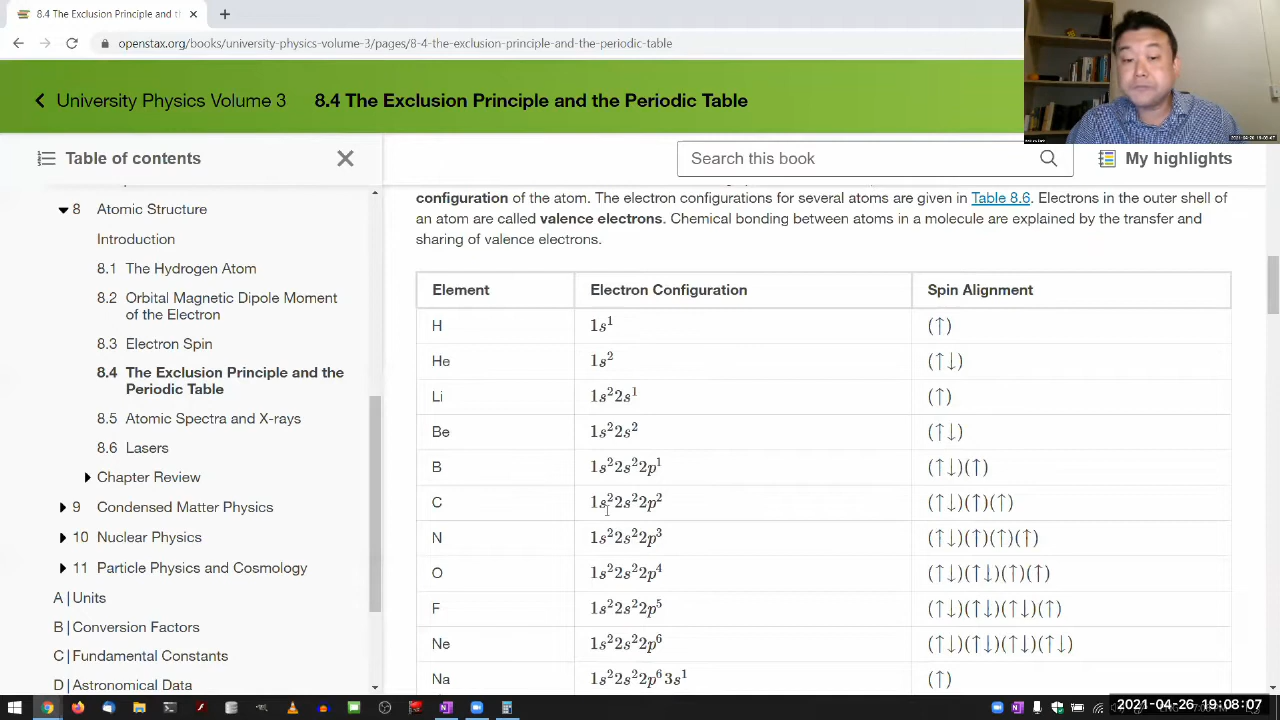 8.4 The Exclusion Principle and t
openstax.org/books/university-physics-volume-3/pages/8-4-the-exclusion-principle-and-the-periodic-table
University Physics Volume 3
8.4 The Exclusion Principle and the Periodic Table
Table of contents
Search this book
My highlights
8 Atomic Structure
Introduction
8.1 The Hydrogen Atom
8.2 Orbital Magnetic Dipole Moment
of the Electron
8.3 Electron Spin
8.4 The Exclusion Principle and the
Periodic Table
8.5 Atomic Spectra and X-rays
8.6 Lasers
Chapter Review
9 Condensed Matter Physics
10 Nuclear Physics
11 Particle Physics and Cosmology
A | Units
B | Conversion Factors
C | Fundamental Constants
D | Astronomical Data
configuration of the atom. The electron configurations for several atoms are given in Table 8.6. Electrons in the outer shell of
an atom are called valence electrons. Chemical bonding between atoms in a molecule are explained by the transfer and
sharing of valence electrons.
Element Electron Configuration Spin Alignment
H 1s¹ (↑)
He 1s² (↑↓)
Li 1s²2s¹ (↑)
Be 1s²2s² (↑↓)
B 1s²2s²2p¹ (↑↓)(↑)
C 1s²2s²2p² (↑↓)(↑)(↑)
N 1s²2s²2p³ (↑↓)(↑)(↑)(↑)
O 1s²2s²2p⁴ (↑↓)(↑↓)(↑)(↑)
F 1s²2s²2p⁵ (↑↓)(↑↓)(↑↓)(↑)
Ne 1s²2s²2p⁶ (↑↓)(↑↓)(↑↓)(↑↓)
Na 1s²2s²2p⁶3s¹ (↑)
2021-04-26 19:08:07